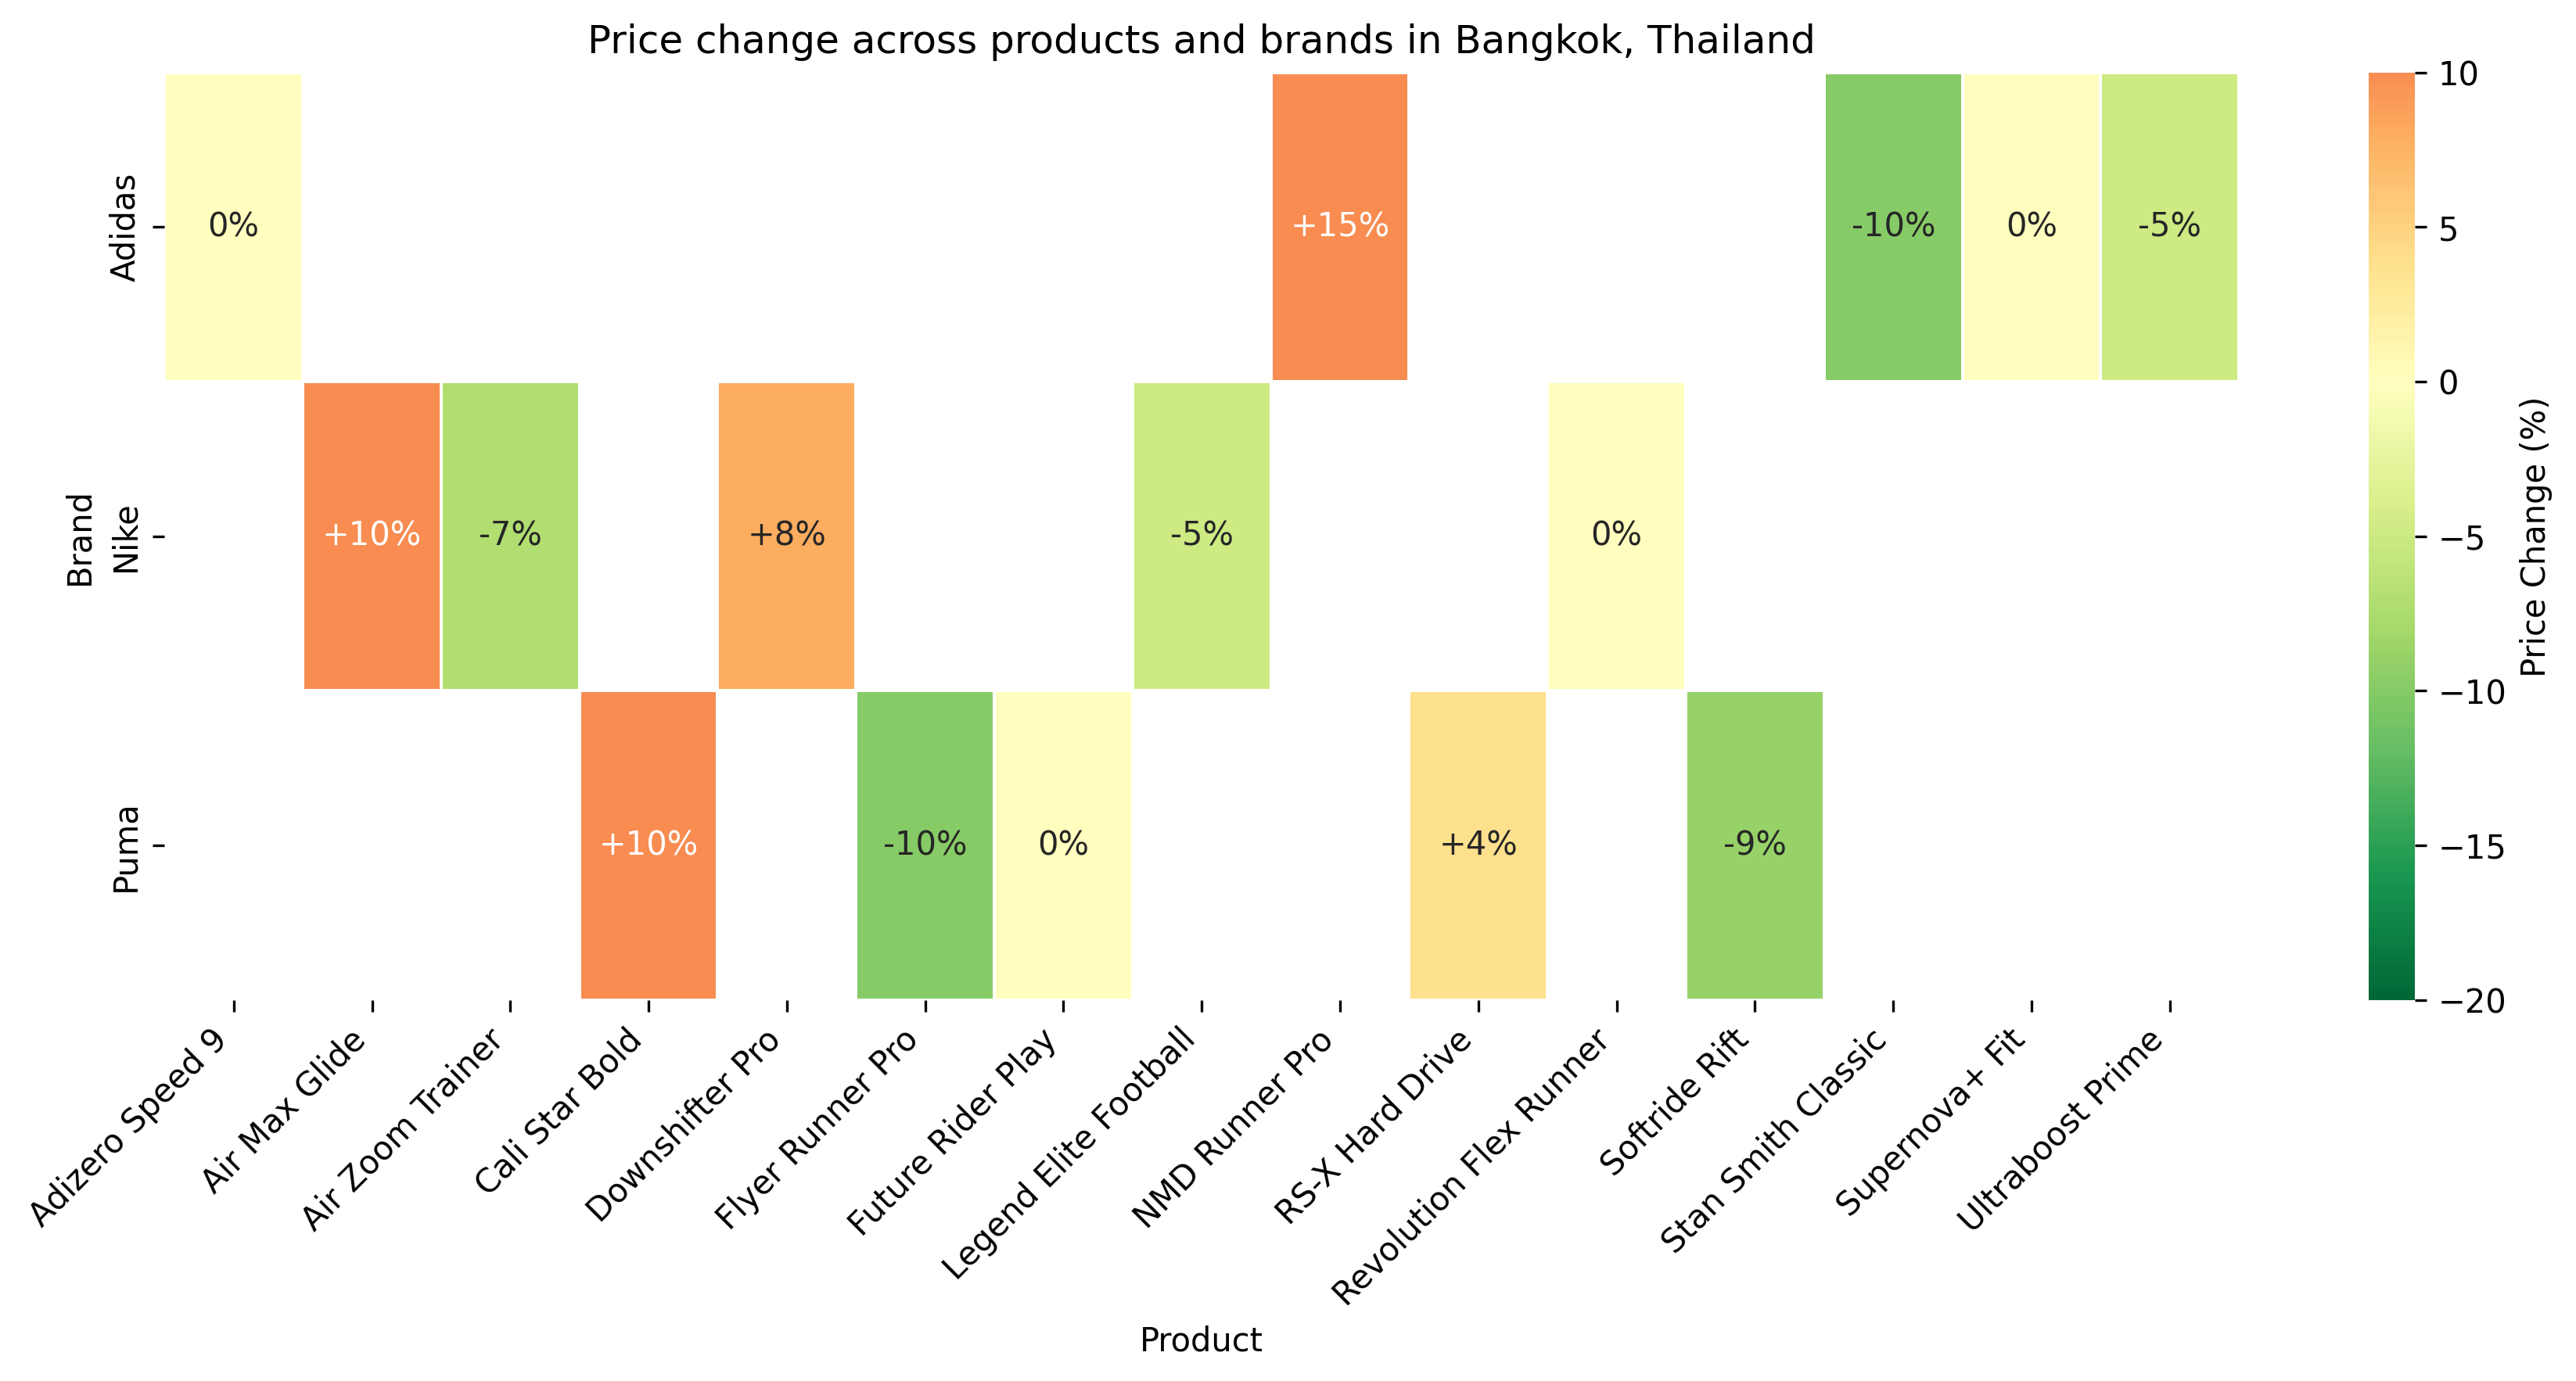 Price change across products and brands in Bangkok, Thailand
Brand
Adidas
0%
+15%
-10%
0%
-5%
Nike
+10%
-7%
+8%
-5%
0%
Puma
+10%
-10%
0%
+4%
-9%
Adizero Speed 9
Air Max Glide
Air Zoom Trainer
Cali Star Bold
Downshifter Pro
Flyer Runner Pro
Future Rider Play
Legend Elite Football
NMD Runner Pro
RS-X Hard Drive
Revolution Flex Runner
Softride Rift
Stan Smith Classic
Supernova+ Fit
Ultraboost Prime
Product
10
5
0
−5
−10
−15
−20
Price Change (%)